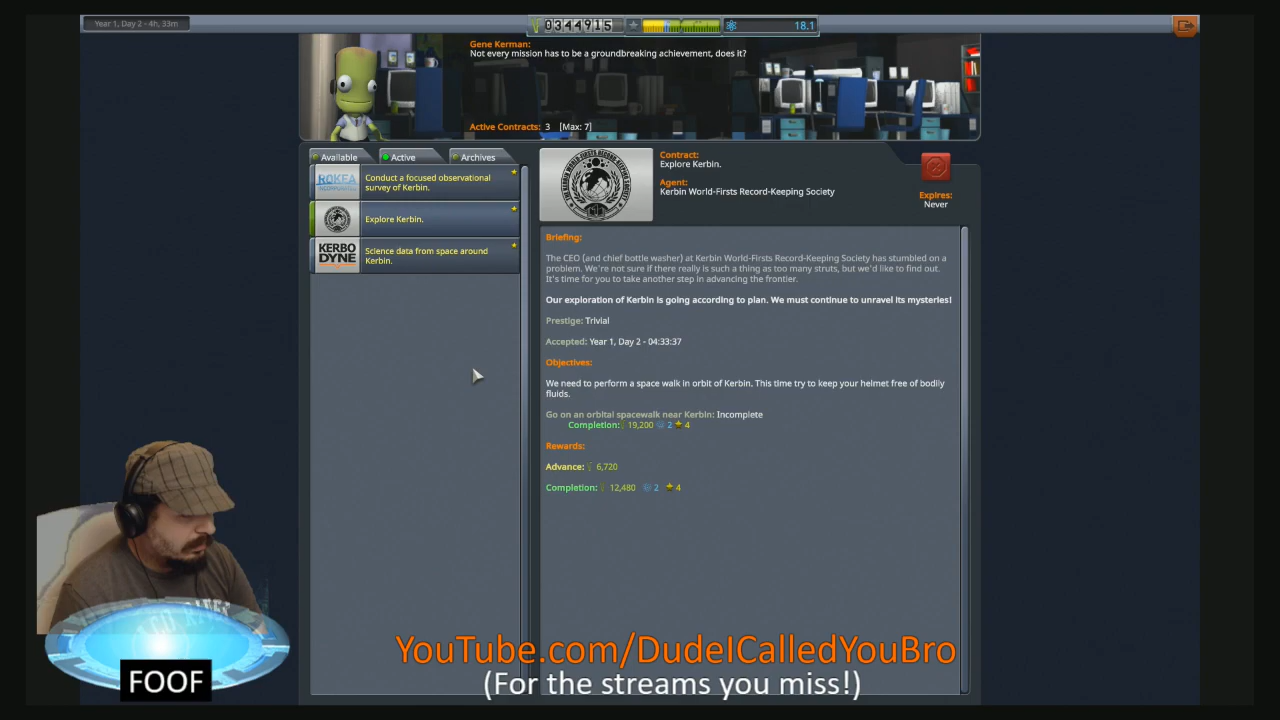 Year 1, Day 2 - 4h, 33m
0344915
18.1
Gene Kerman:
Not every mission has to be a groundbreaking achievement, does it?
Active Contracts: 3 [Max: 7]
Available
Active
Archives
ROKEA
INCORPORATED
Conduct a focused observational
survey of Kerbin.
Explore Kerbin.
KERBO
DYNE
Science data from space around
Kerbin.
Contract:
Explore Kerbin.
Agent:
Kerbin World-Firsts Record-Keeping Society
Expires:
Never
Briefing:
The CEO (and chief bottle washer) at Kerbin World-Firsts Record-Keeping Society has stumbled on a
problem. We're not sure if there really is such a thing as too many struts, but we'd like to find out.
It's time for you to take another step in advancing the frontier.
Our exploration of Kerbin is going according to plan. We must continue to unravel its mysteries!
Prestige: Trivial
Accepted: Year 1, Day 2 - 04:33:37
Objectives:
We need to perform a space walk in orbit of Kerbin. This time try to keep your helmet free of bodily
fluids.
Go on an orbital spacewalk near Kerbin: Incomplete
Completion: 19,200 2 4
Rewards:
Advance: 6,720
Completion: 12,480 2 4
FOOF
YouTube.com/DudeICalledYouBro
(For the streams you miss!)